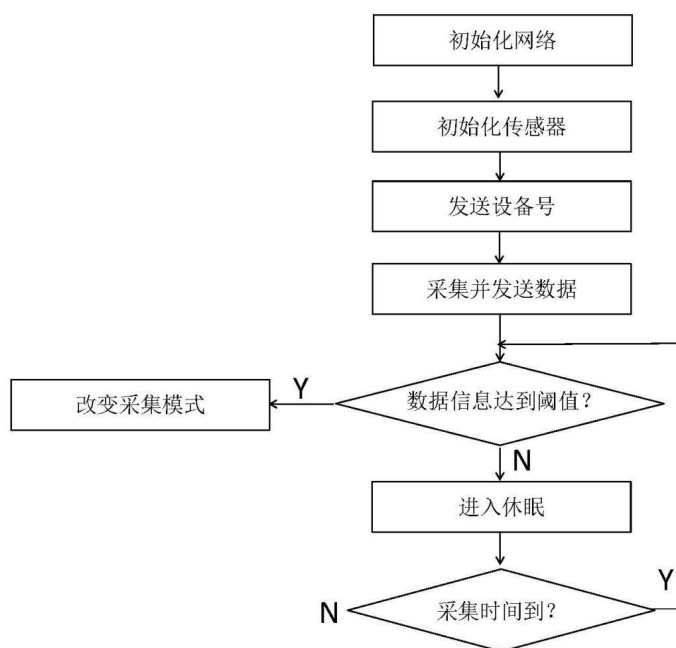 初始化网络
初始化传感器
发送设备号
采集并发送数据
数据信息达到阈值？
Y
改变采集模式
N
进入休眠
采集时间到？
Y
N